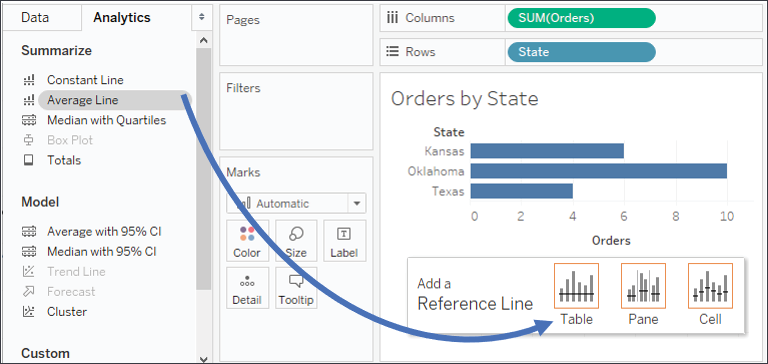 Data
Analytics
Summarize
Constant Line
Average Line
Median with Quartiles
Box Plot
Totals
Model
Average with 95% CI
Median with 95% CI
Trend Line
Forecast
Cluster
Custom
Pages
Filters
Marks
Automatic
Color
Size
Label
Detail
Tooltip
Columns
SUM(Orders)
Rows
State
Orders by State
State
Kansas
Oklahoma
Texas
0 2 4 6 8 10
Orders
Add a
Reference Line
Table
Pane
Cell